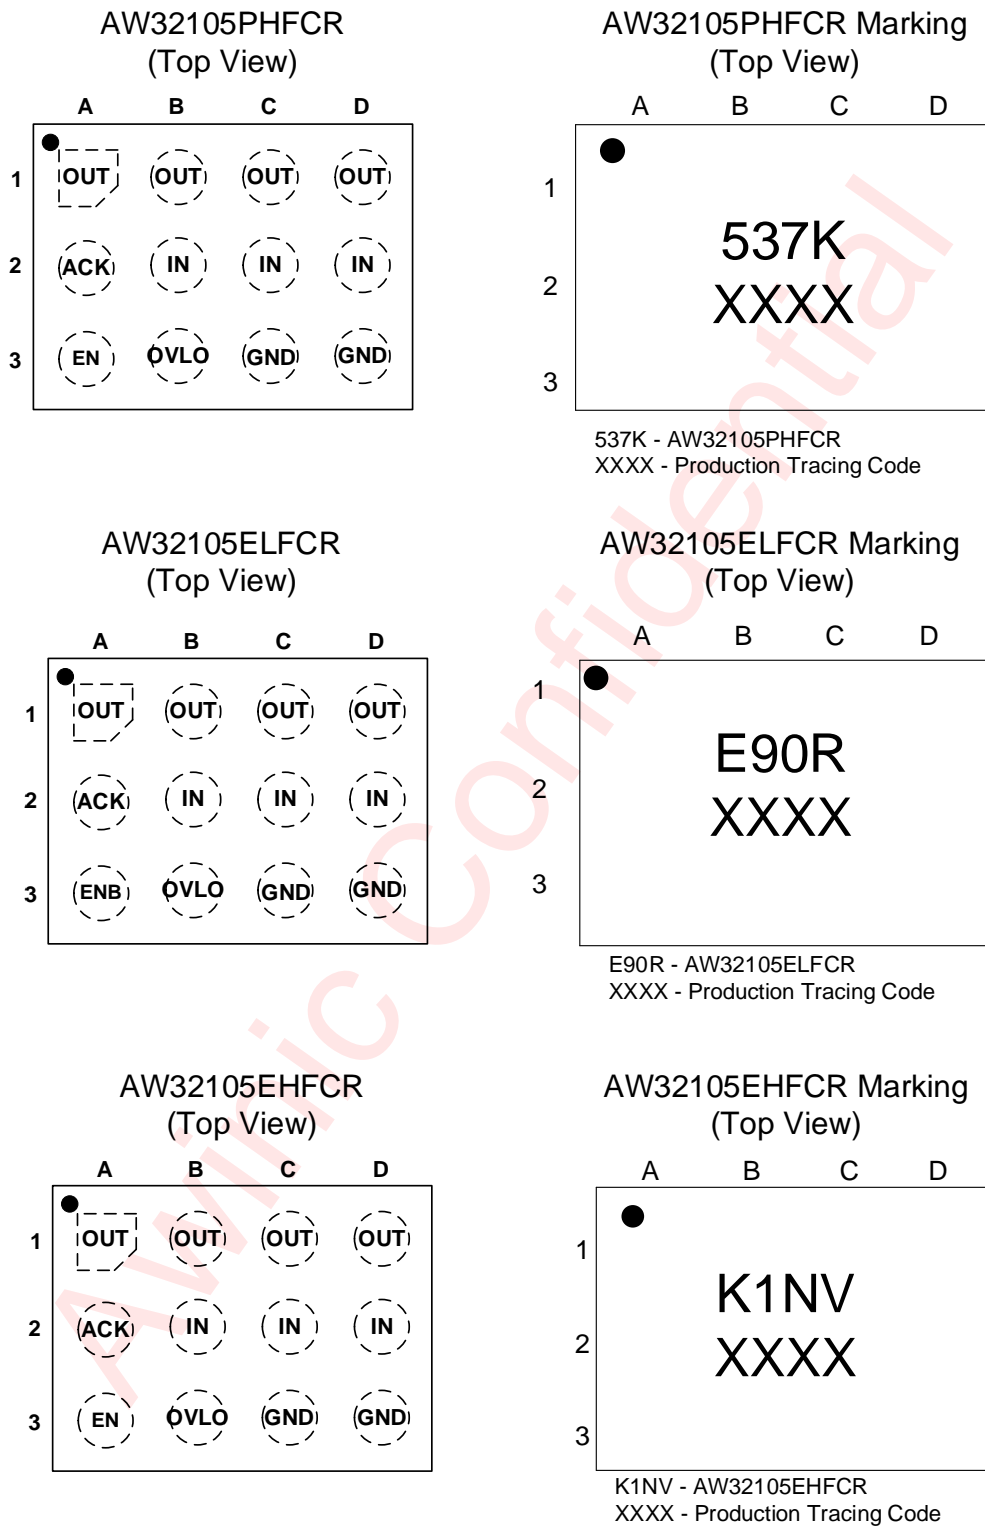 AW32105PHFCR
(Top View)
A B C D
1 OUT OUT OUT OUT
2 ACK IN IN IN
3 EN OVLO GND GND
AW32105PHFCR Marking
(Top View)
A B C D
1
2
3
537K
XXXX
537K - AW32105PHFCR
XXXX - Production Tracing Code
AW32105ELFCR
(Top View)
A B C D
1 OUT OUT OUT OUT
2 ACK IN IN IN
3 ENB OVLO GND GND
AW32105ELFCR Marking
(Top View)
A B C D
1
2
3
E90R
XXXX
E90R - AW32105ELFCR
XXXX - Production Tracing Code
AW32105EHFCR
(Top View)
A B C D
1 OUT OUT OUT OUT
2 ACK IN IN IN
3 EN OVLO GND GND
AW32105EHFCR Marking
(Top View)
A B C D
1
2
3
K1NV
XXXX
K1NV - AW32105EHFCR
XXXX - Production Tracing Code
Awinic Confidential